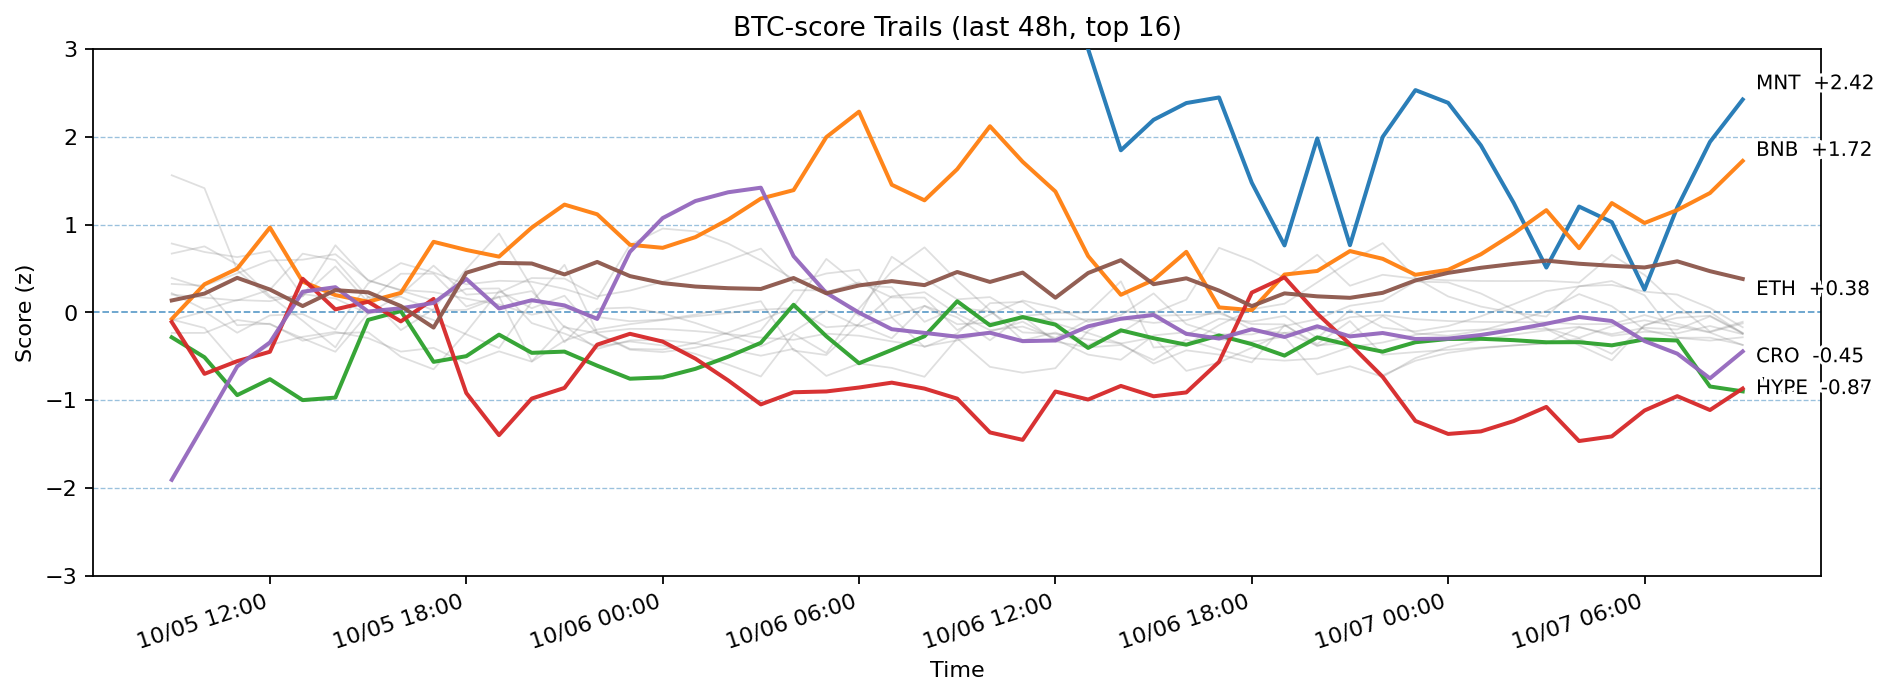 BTC-score Trails (last 48h, top 16)
3
2
1
0
−1
−2
−3
Score (z)
MNT +2.42
BNB +1.72
ETH +0.38
CRO -0.45
HYPE -0.87
10/05 12:00
10/05 18:00
10/06 00:00
10/06 06:00
10/06 12:00
10/06 18:00
10/07 00:00
10/07 06:00
Time